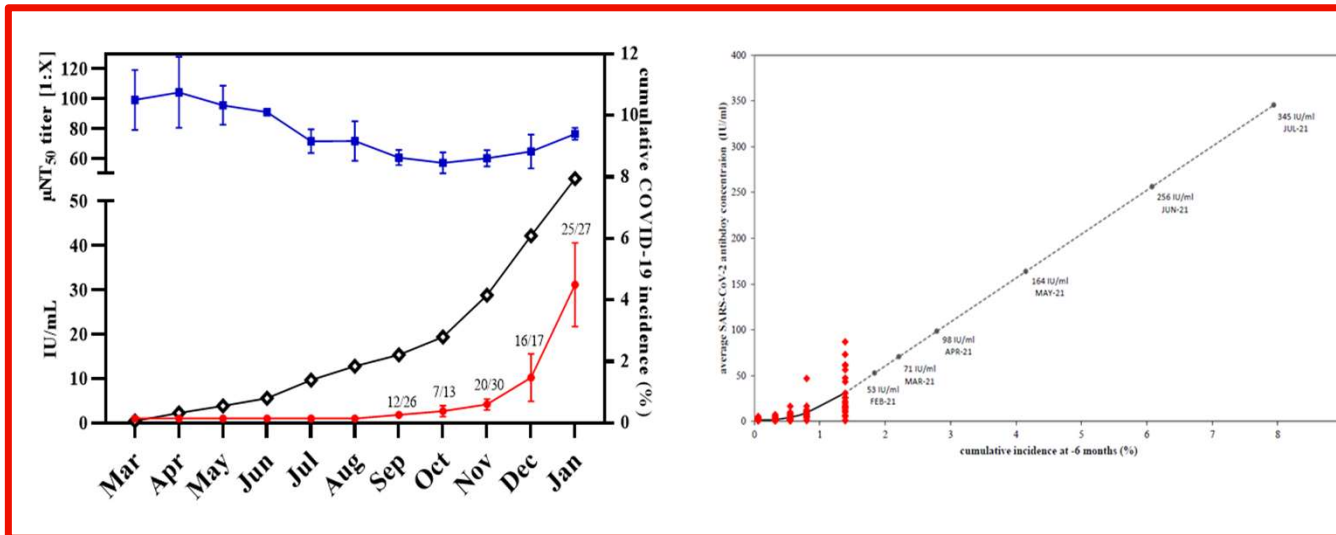 120
100
80
60
50
40
30
20
10
0
µNT50 titer [1:X]
IU/mL
12
10
8
6
4
2
0
cumulative COVID-19 incidence (%)
12/26
7/13
20/30
16/17
25/27
Mar
Apr
May
Jun
Jul
Aug
Sep
Oct
Nov
Dec
Jan
400
350
300
250
200
150
100
50
0
average SARS-CoV-2 antibdoy concentraion (IU/ml)
345 IU/ml
JUL-21
256 IU/ml
JUN-21
164 IU/ml
MAY-21
98 IU/ml
APR-21
71 IU/ml
MAR-21
53 IU/ml
FEB-21
0
1
2
3
4
5
6
7
8
cumulative incidence at -6 months (%)